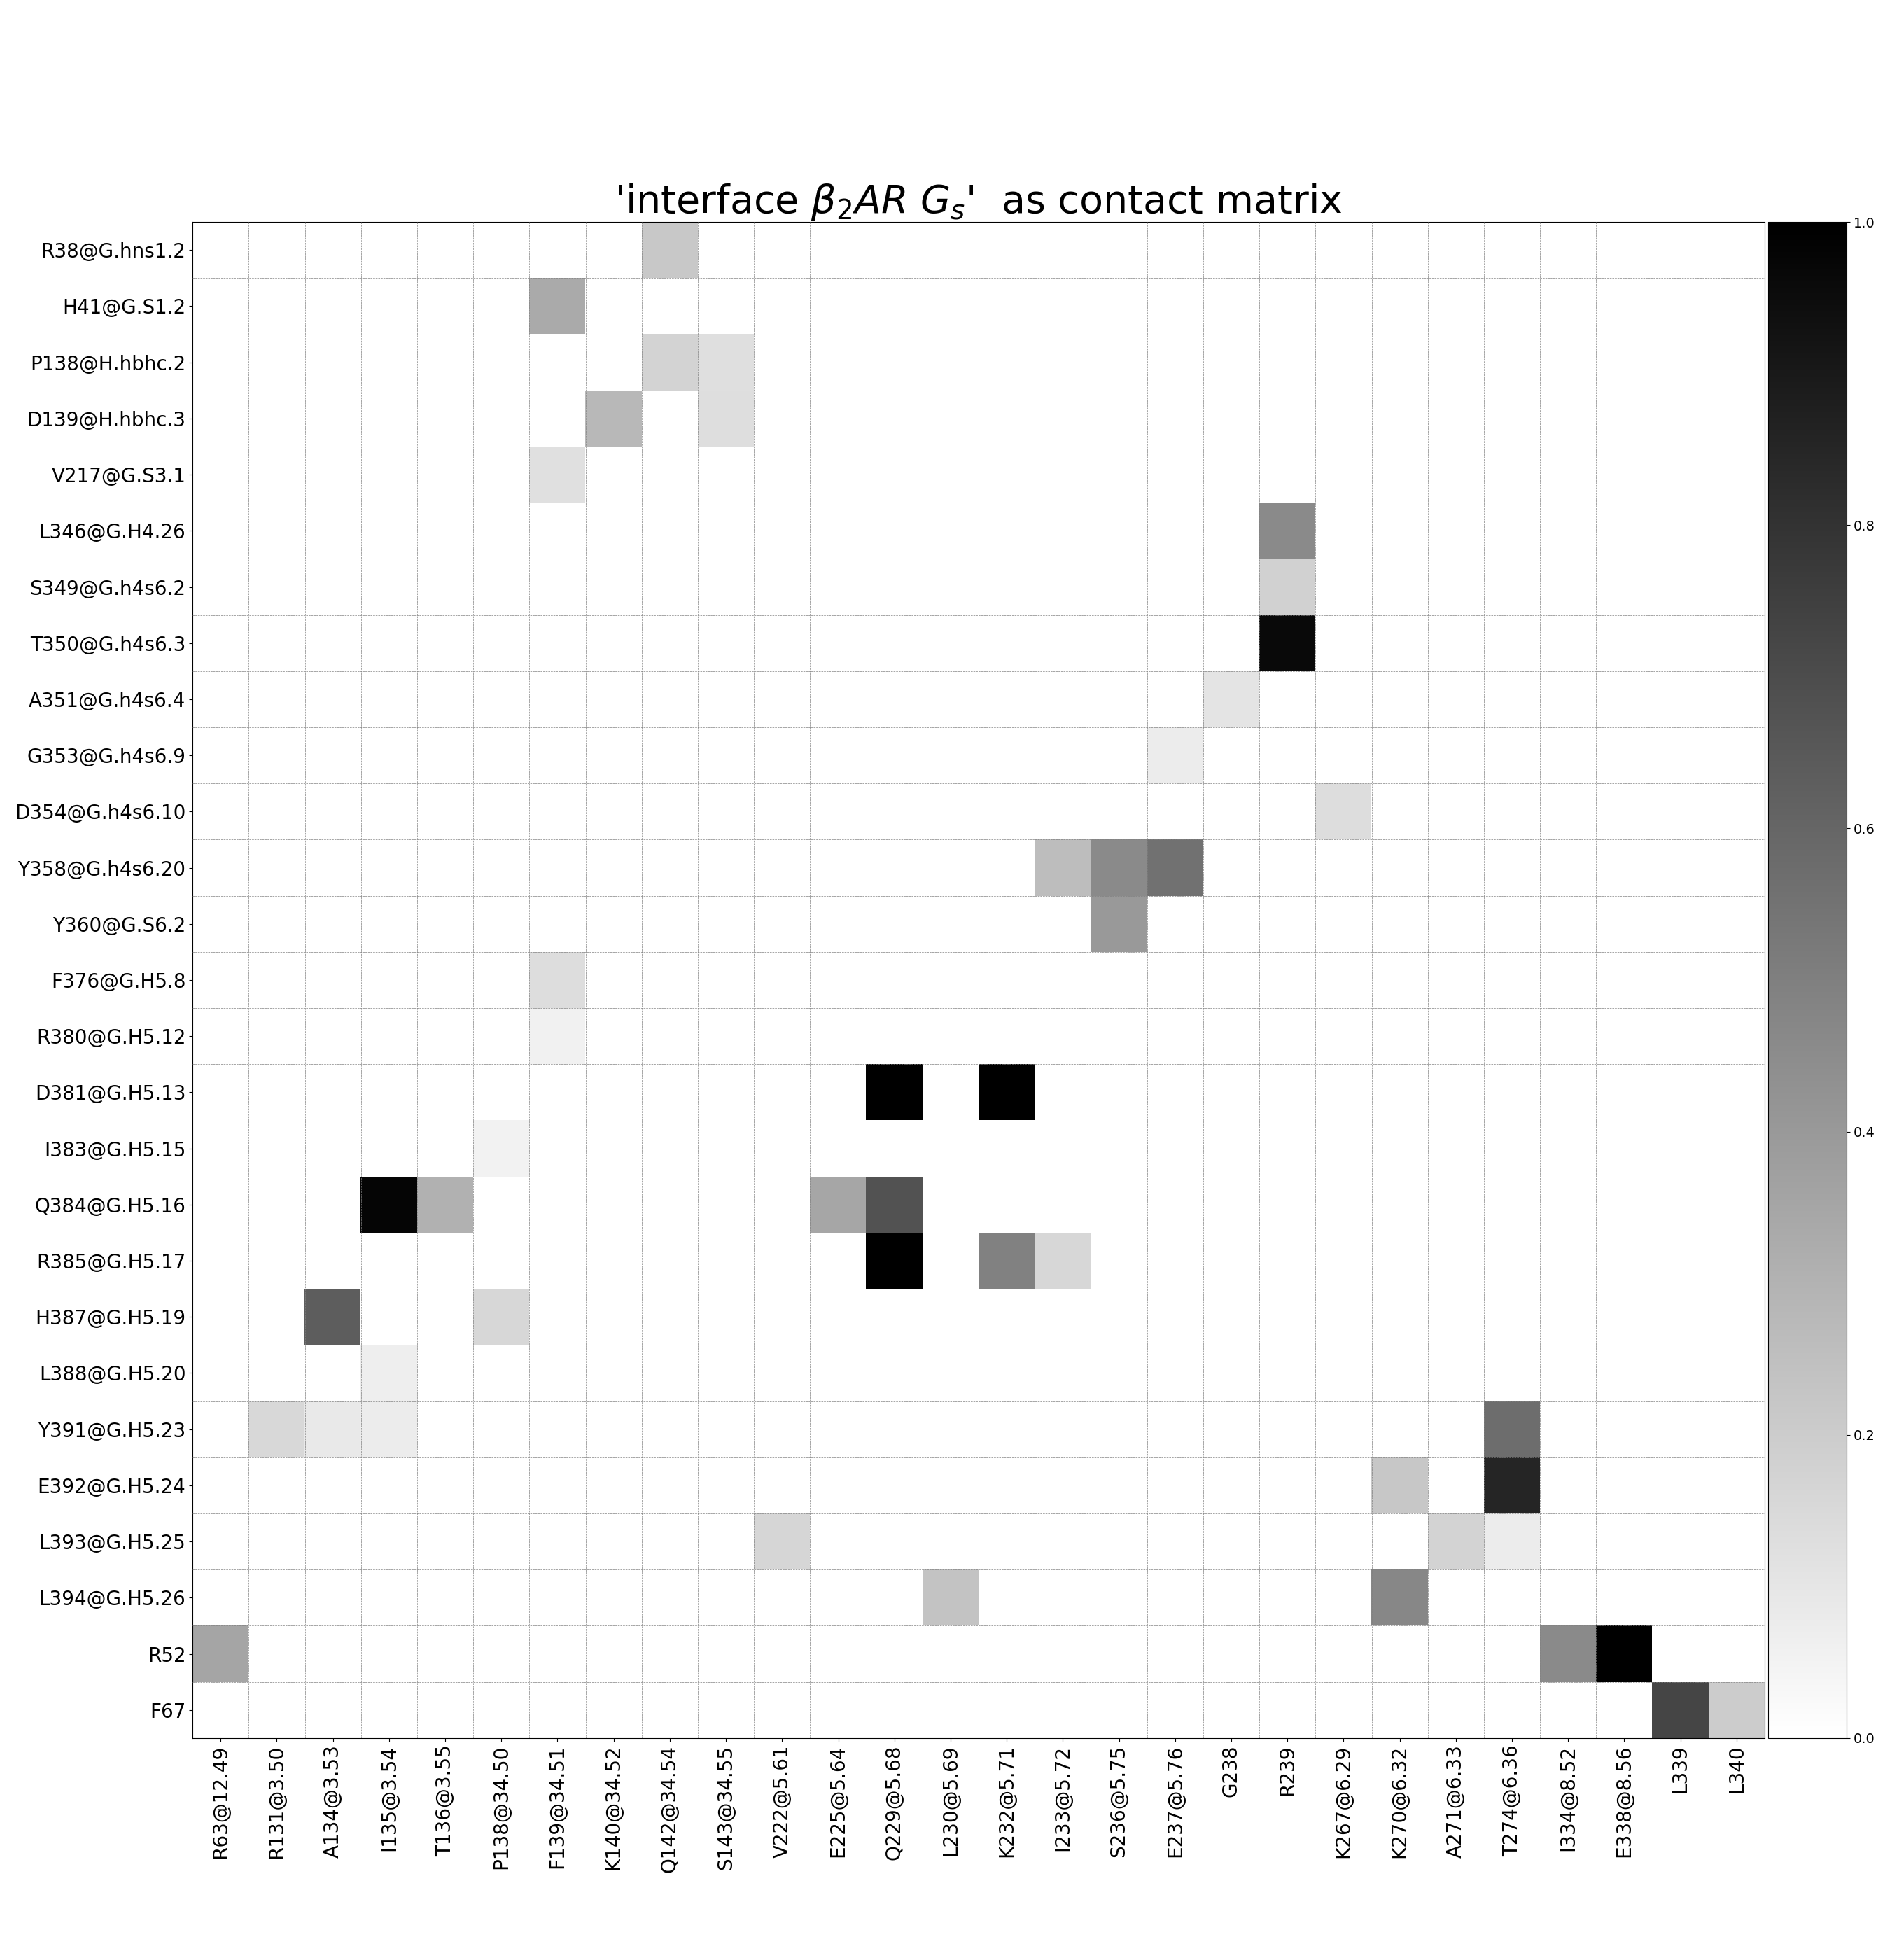 'interface β₂AR Gₛ' as contact matrix
R38@G.hns1.2
H41@G.S1.2
P138@H.hbhc.2
D139@H.hbhc.3
V217@G.S3.1
L346@G.H4.26
S349@G.h4s6.2
T350@G.h4s6.3
A351@G.h4s6.4
G353@G.h4s6.9
D354@G.h4s6.10
Y358@G.h4s6.20
Y360@G.S6.2
F376@G.H5.8
R380@G.H5.12
D381@G.H5.13
I383@G.H5.15
Q384@G.H5.16
R385@G.H5.17
H387@G.H5.19
L388@G.H5.20
Y391@G.H5.23
E392@G.H5.24
L393@G.H5.25
L394@G.H5.26
R52
F67
R63@12.49
R131@3.50
A134@3.53
I135@3.54
T136@3.55
P138@34.50
F139@34.51
K140@34.52
Q142@34.54
S143@34.55
V222@5.61
E225@5.64
Q229@5.68
L230@5.69
K232@5.71
I233@5.72
S236@5.75
E237@5.76
G238
R239
K267@6.29
K270@6.32
A271@6.33
T274@6.36
I334@8.52
E338@8.56
L339
L340
1.0
0.8
0.6
0.4
0.2
0.0